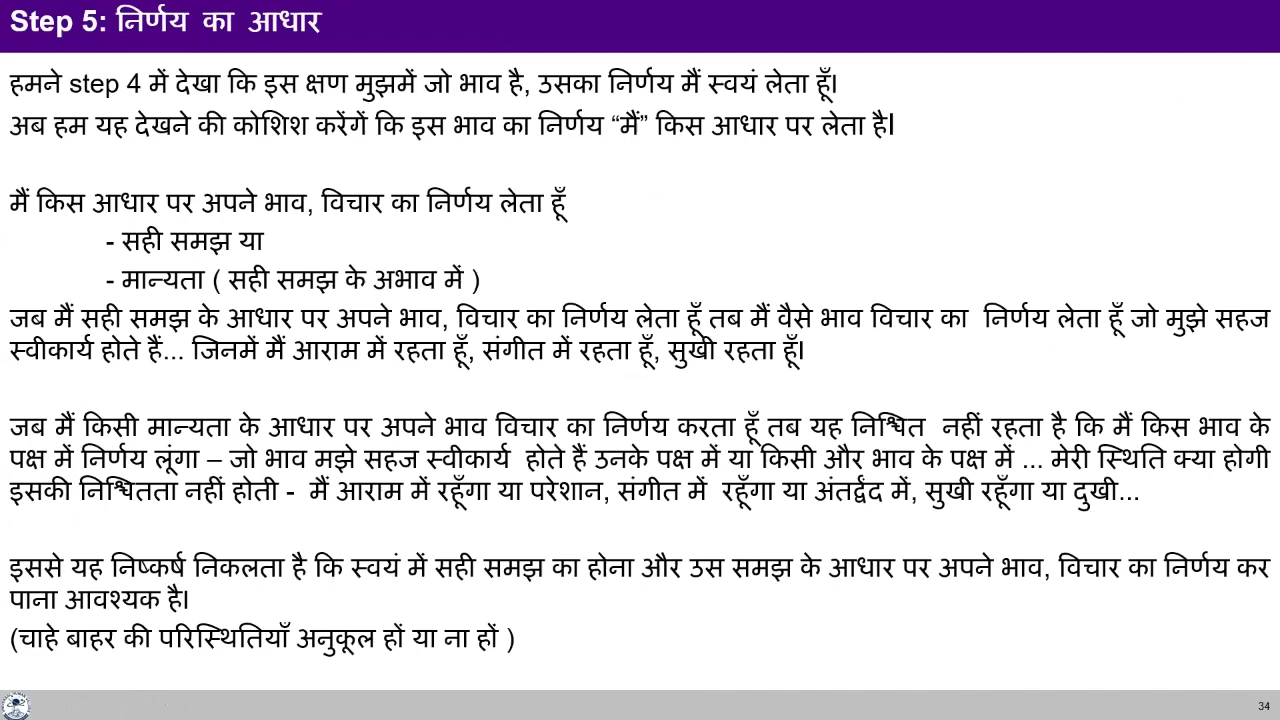 Step 5: निर्णय का आधार
हमने step 4 में देखा कि इस क्षण मुझमें जो भाव है, उसका निर्णय मैं स्वयं लेता हूँ।
अब हम यह देखने की कोशिश करेंगें कि इस भाव का निर्णय “मैं” किस आधार पर लेता है।
मैं किस आधार पर अपने भाव, विचार का निर्णय लेता हूँ
- सही समझ या
- मान्यता ( सही समझ के अभाव में )
जब मैं सही समझ के आधार पर अपने भाव, विचार का निर्णय लेता हूँ तब मैं वैसे भाव विचार का निर्णय लेता हूँ जो मुझे सहज
स्वीकार्य होते हैं... जिनमें मैं आराम में रहता हूँ, संगीत में रहता हूँ, सुखी रहता हूँ।
जब मैं किसी मान्यता के आधार पर अपने भाव विचार का निर्णय करता हूँ तब यह निश्चित नहीं रहता है कि मैं किस भाव के
पक्ष में निर्णय लूंगा – जो भाव मझे सहज स्वीकार्य होते हैं उनके पक्ष में या किसी और भाव के पक्ष में ... मेरी स्थिति क्या होगी
इसकी निश्चितता नहीं होती - मैं आराम में रहूँगा या परेशान, संगीत में रहूँगा या अंतर्द्वंद में, सुखी रहूँगा या दुखी...
इससे यह निष्कर्ष निकलता है कि स्वयं में सही समझ का होना और उस समझ के आधार पर अपने भाव, विचार का निर्णय कर
पाना आवश्यक है।
(चाहे बाहर की परिस्थितियाँ अनुकूल हों या ना हों )
34